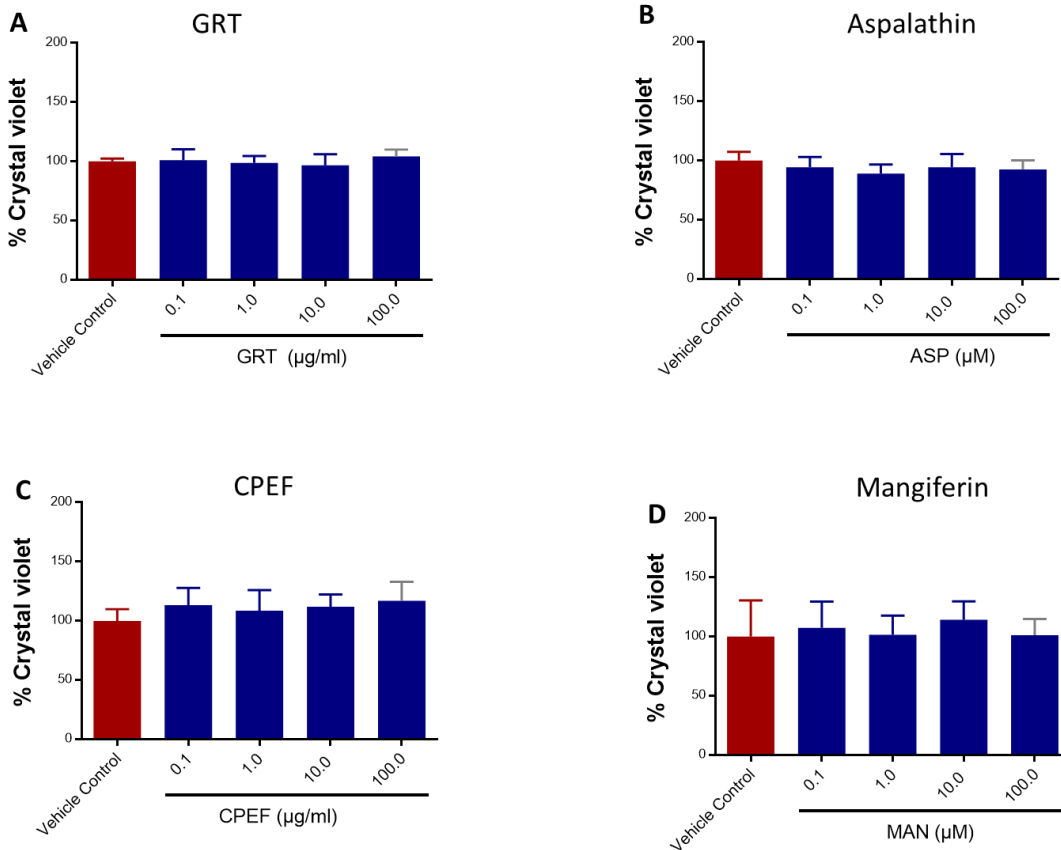 A
GRT
% Crystal violet
200
150
100
50
0
Vehicle Control
0.1
1.0
10.0
100.0
GRT (µg/ml)
B
Aspalathin
% Crystal violet
200
150
100
50
0
Vehicle Control
0.1
1.0
10.0
100.0
ASP (µM)
C
CPEF
% Crystal violet
200
150
100
50
0
Vehicle Control
0.1
1.0
10.0
100.0
CPEF (µg/ml)
D
Mangiferin
% Crystal violet
200
150
100
50
0
Vehicle Control
0.1
1.0
10.0
100.0
MAN (µM)